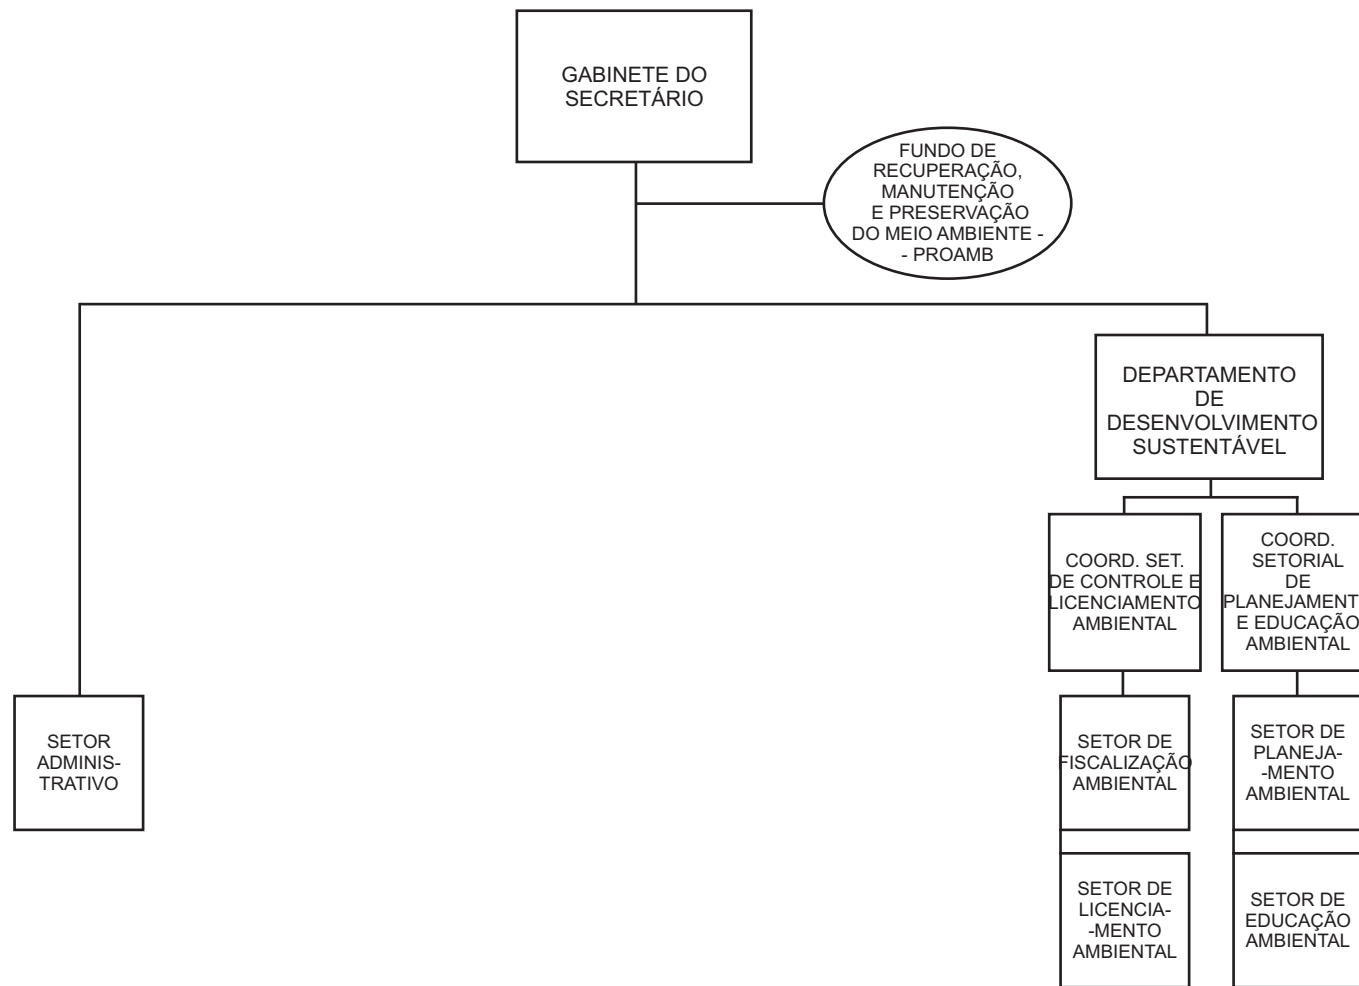 GABINETE DO
SECRETÁRIO
FUNDO DE
RECUPERAÇÃO,
MANUTENÇÃO
E PRESERVAÇÃO
DO MEIO AMBIENTE -
- PROAMB
DEPARTAMENTO
DE
DESENVOLVIMENTO
SUSTENTÁVEL
COORD. SET.
DE CONTROLE E
LICENCIAMENTO
AMBIENTAL
COORD.
SETORIAL
DE
PLANEJAMENT
E EDUCAÇÃO
AMBIENTAL
SETOR
ADMINIS-
TRATIVO
SETOR DE
FISCALIZAÇÃO
AMBIENTAL
SETOR DE
PLANEJA-
-MENTO
AMBIENTAL
SETOR DE
LICENCIA-
-MENTO
AMBIENTAL
SETOR DE
EDUCAÇÃO
AMBIENTAL